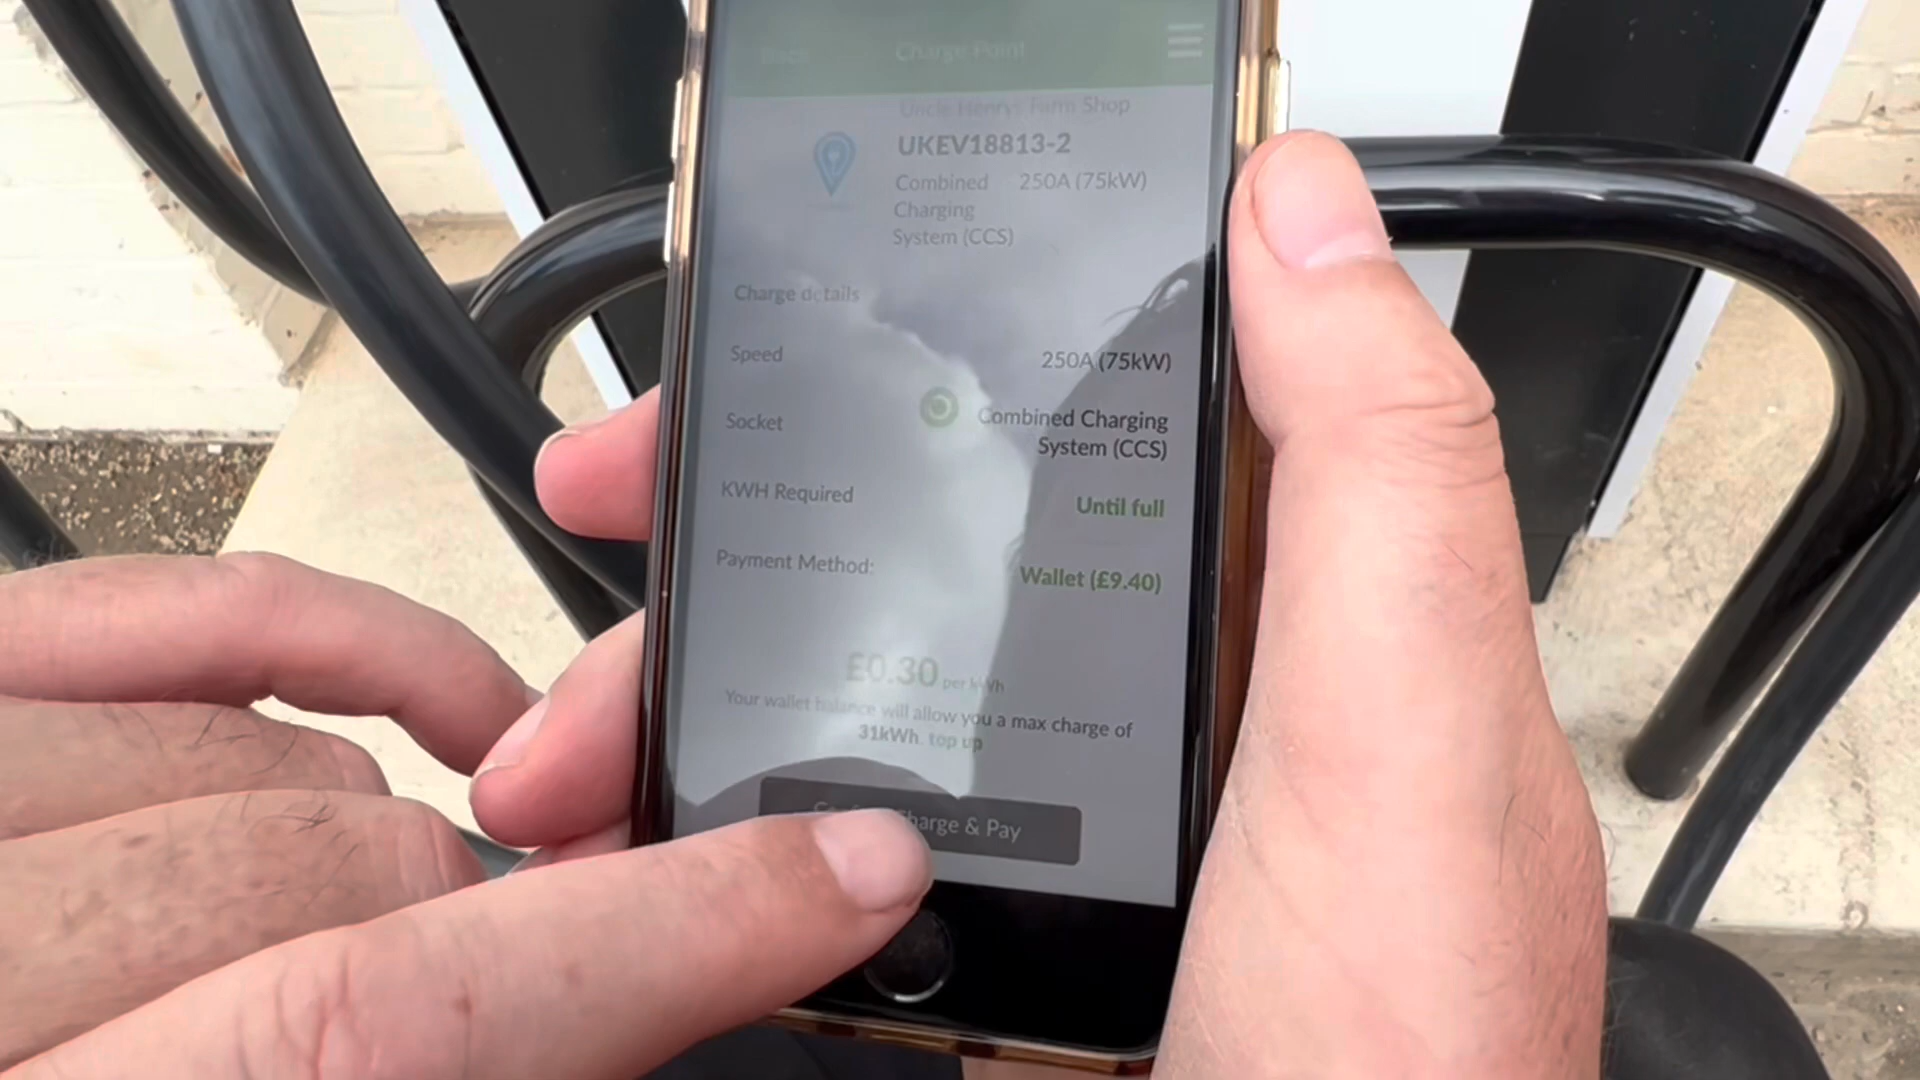 Back
Charge Point
Uncle Henrys Farm Shop
UKEV18813-2
Combined 250A (75kW)
Charging
System (CCS)
Charge details
Speed 250A (75kW)
Socket Combined Charging
System (CCS)
KWH Required Until full
Payment Method: Wallet (£9.40)
£0.30 per kWh
Your wallet balance will allow you a max charge of
31kWh. top up
Charge & Pay